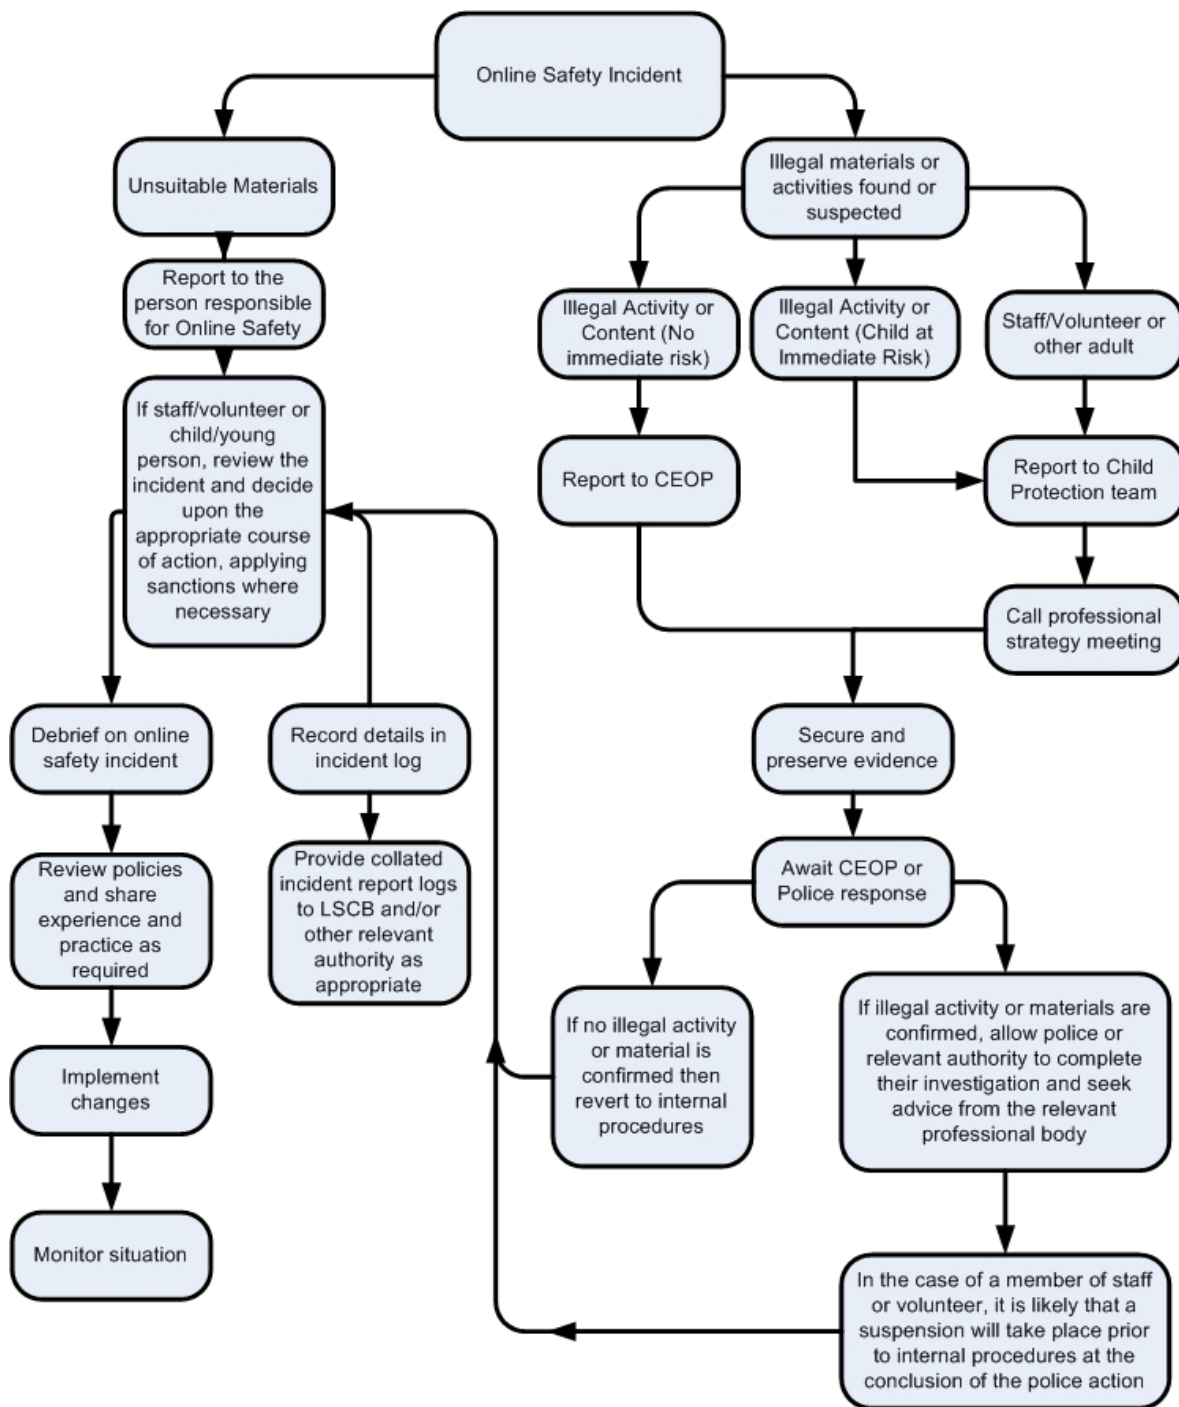 Online Safety Incident
Unsuitable Materials
Report to the
person responsible
for Online Safety
If staff/volunteer or
child/young
person, review the
incident and decide
upon the
appropriate course
of action, applying
sanctions where
necessary
Debrief on online
safety incident
Review policies
and share
experience and
practice as
required
Implement
changes
Monitor situation
Record details in
incident log
Provide collated
incident report logs
to LSCB and/or
other relevant
authority as
appropriate
Illegal materials or
activities found or
suspected
Illegal Activity or
Content (No
immediate risk)
Illegal Activity or
Content (Child at
Immediate Risk)
Staff/Volunteer or
other adult
Report to CEOP
Report to Child
Protection team
Call professional
strategy meeting
Secure and
preserve evidence
Await CEOP or
Police response
If no illegal activity
or material is
confirmed then
revert to internal
procedures
If illegal activity or materials are
confirmed, allow police or
relevant authority to complete
their investigation and seek
advice from the relevant
professional body
In the case of a member of staff
or volunteer, it is likely that a
suspension will take place prior
to internal procedures at the
conclusion of the police action